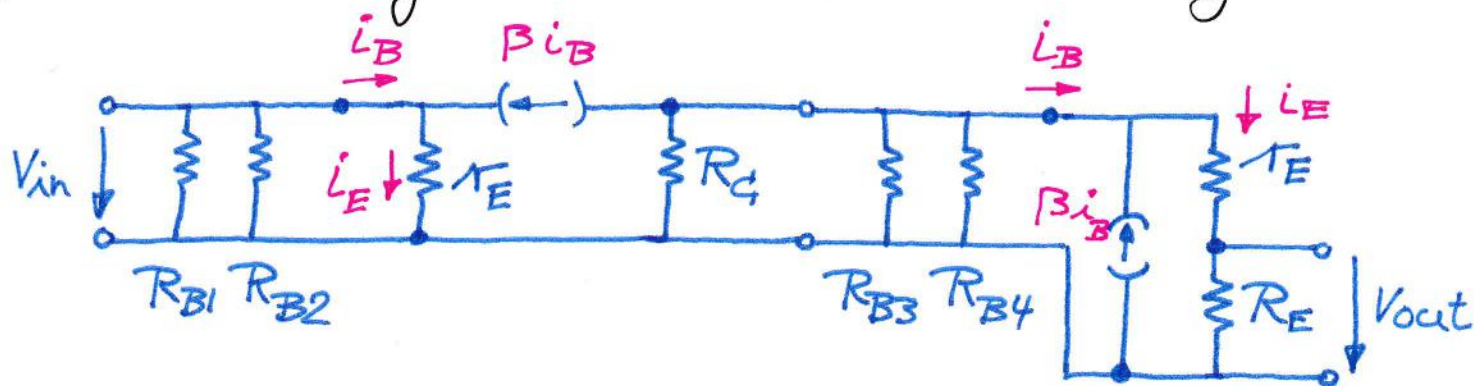 iB βiB iB iE
Vin iE rE RC βiB rE
RB1 RB2 RB3 RB4 RE Vout